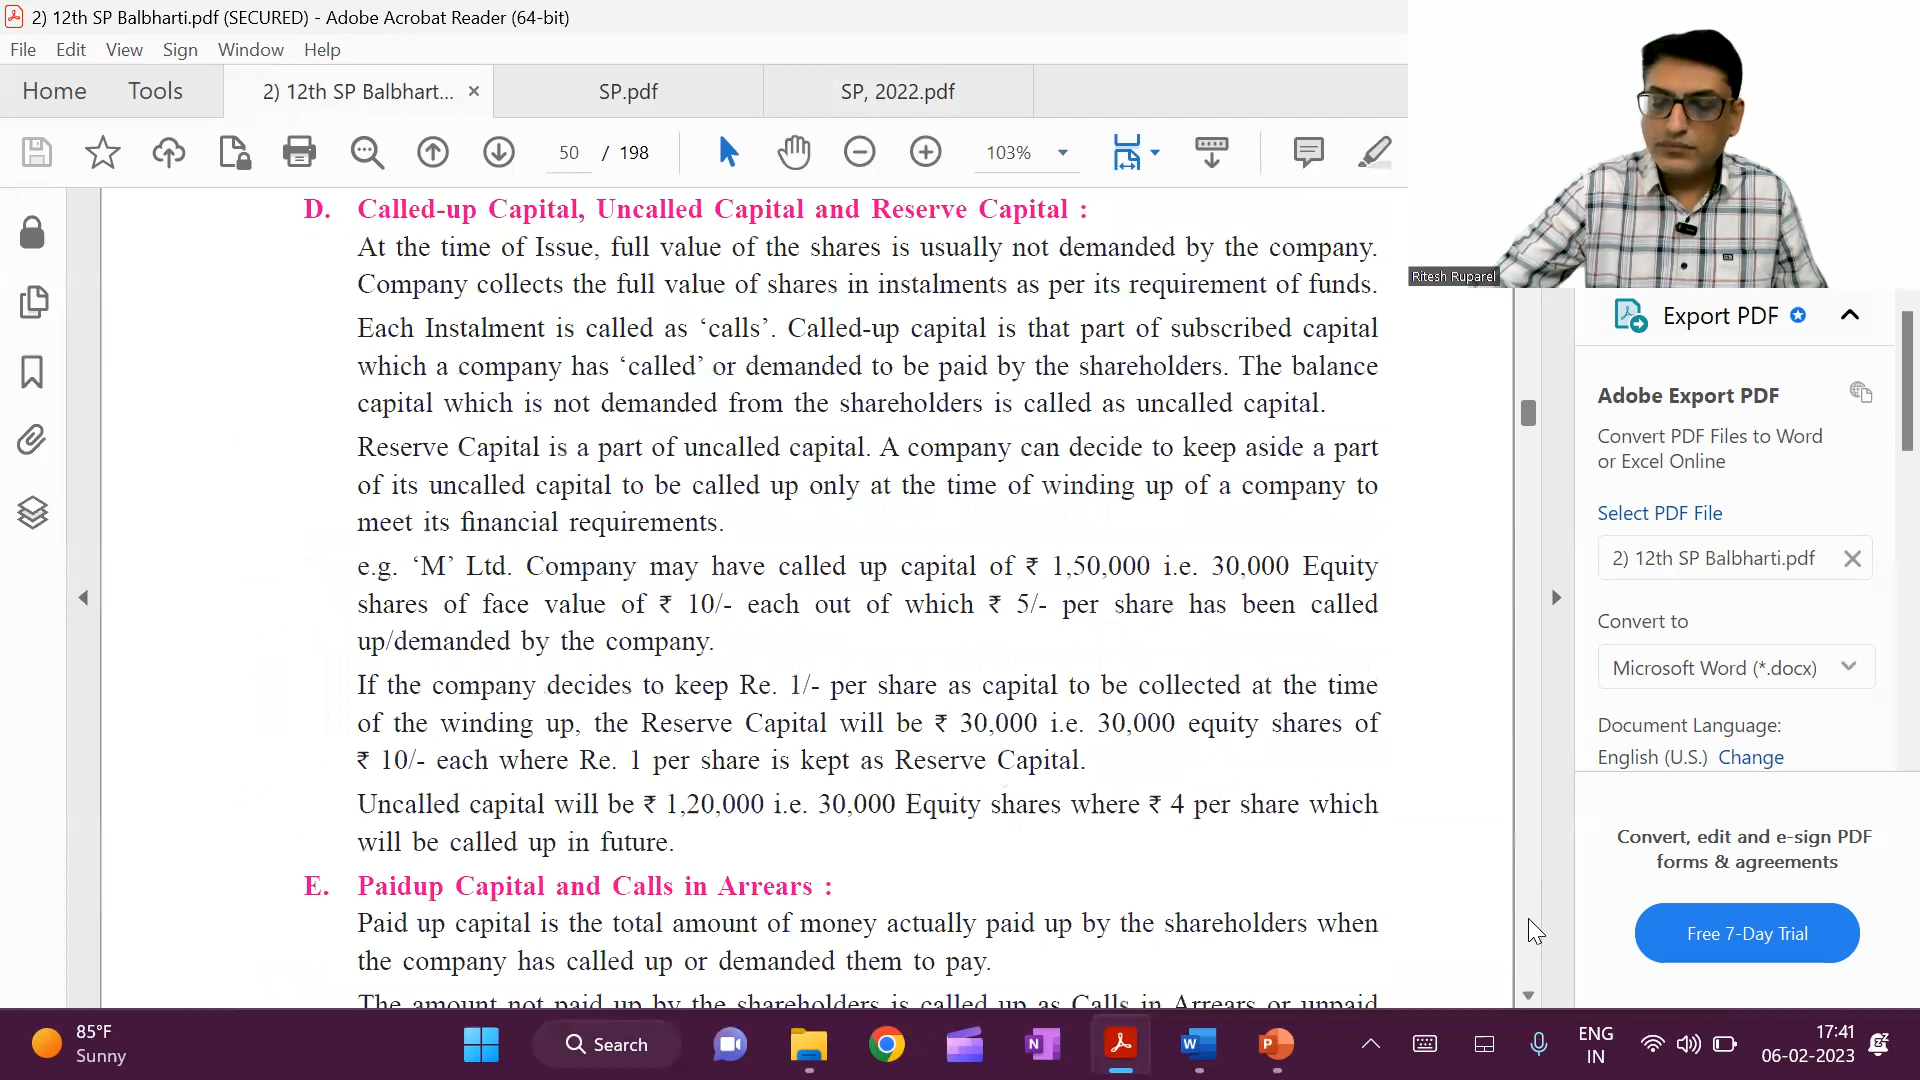 2) 12th SP Balbharti.pdf (SECURED) - Adobe Acrobat Reader (64-bit)
File Edit View Sign Window Help
Home Tools 2) 12th SP Balbhart... × SP.pdf SP, 2022.pdf
50 / 198 103%
Ritesh Ruparel
D. Called-up Capital, Uncalled Capital and Reserve Capital :
At the time of Issue, full value of the shares is usually not demanded by the company.
Company collects the full value of shares in instalments as per its requirement of funds.
Each Instalment is called as ‘calls’. Called-up capital is that part of subscribed capital
which a company has ‘called’ or demanded to be paid by the shareholders. The balance
capital which is not demanded from the shareholders is called as uncalled capital.
Reserve Capital is a part of uncalled capital. A company can decide to keep aside a part
of its uncalled capital to be called up only at the time of winding up of a company to
meet its financial requirements.
e.g. ‘M’ Ltd. Company may have called up capital of ₹ 1,50,000 i.e. 30,000 Equity
shares of face value of ₹ 10/- each out of which ₹ 5/- per share has been called
up/demanded by the company.
If the company decides to keep Re. 1/- per share as capital to be collected at the time
of the winding up, the Reserve Capital will be ₹ 30,000 i.e. 30,000 equity shares of
₹ 10/- each where Re. 1 per share is kept as Reserve Capital.
Uncalled capital will be ₹ 1,20,000 i.e. 30,000 Equity shares where ₹ 4 per share which
will be called up in future.
E. Paidup Capital and Calls in Arrears :
Paid up capital is the total amount of money actually paid up by the shareholders when
the company has called up or demanded them to pay.
The amount not paid up by the shareholders is called up as Calls in Arrears or unpaid
Export PDF
Adobe Export PDF
Convert PDF Files to Word
or Excel Online
Select PDF File
2) 12th SP Balbharti.pdf
Convert to
Microsoft Word (*.docx)
Document Language:
English (U.S.) Change
Convert, edit and e-sign PDF
forms & agreements
Free 7-Day Trial
85°F
Sunny
Search
ENG
IN
17:41
06-02-2023